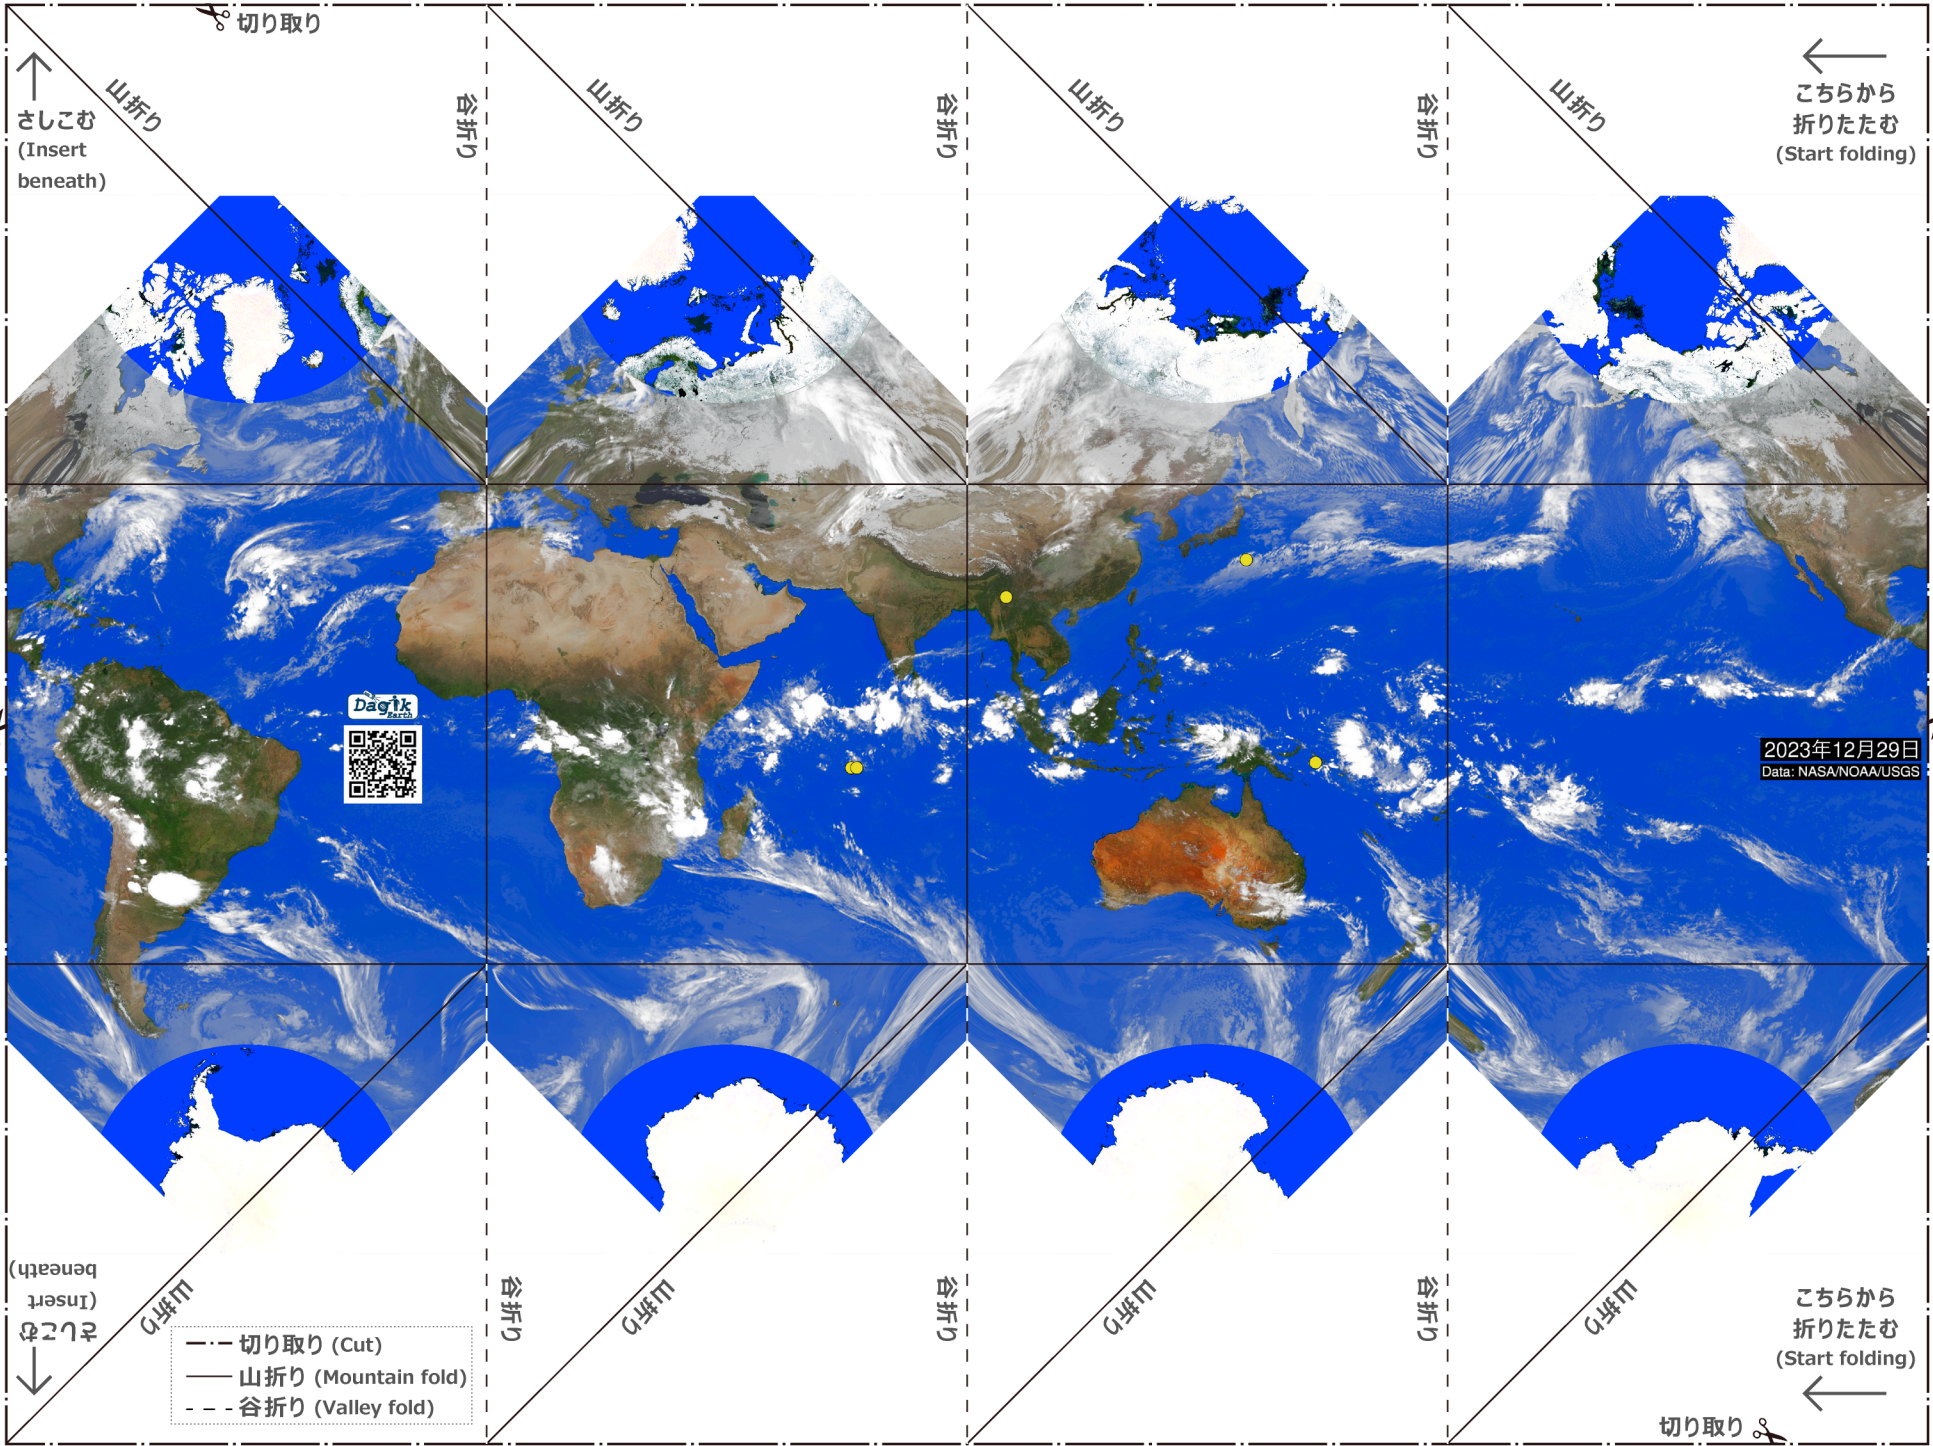 切り取り
山折り
谷折り
山折り
谷折り
山折り
谷折り
山折り
さしこむ
(Insert
beneath)
こちらから
折りたたむ
(Start folding)
Dagik
Earth
2023年12月29日
Data: NASA/NOAA/USGS
さしこむ
(Insert
beneath)
山折り
谷折り
山折り
谷折り
山折り
谷折り
山折り
こちらから
折りたたむ
(Start folding)
切り取り (Cut)
山折り (Mountain fold)
谷折り (Valley fold)
切り取り